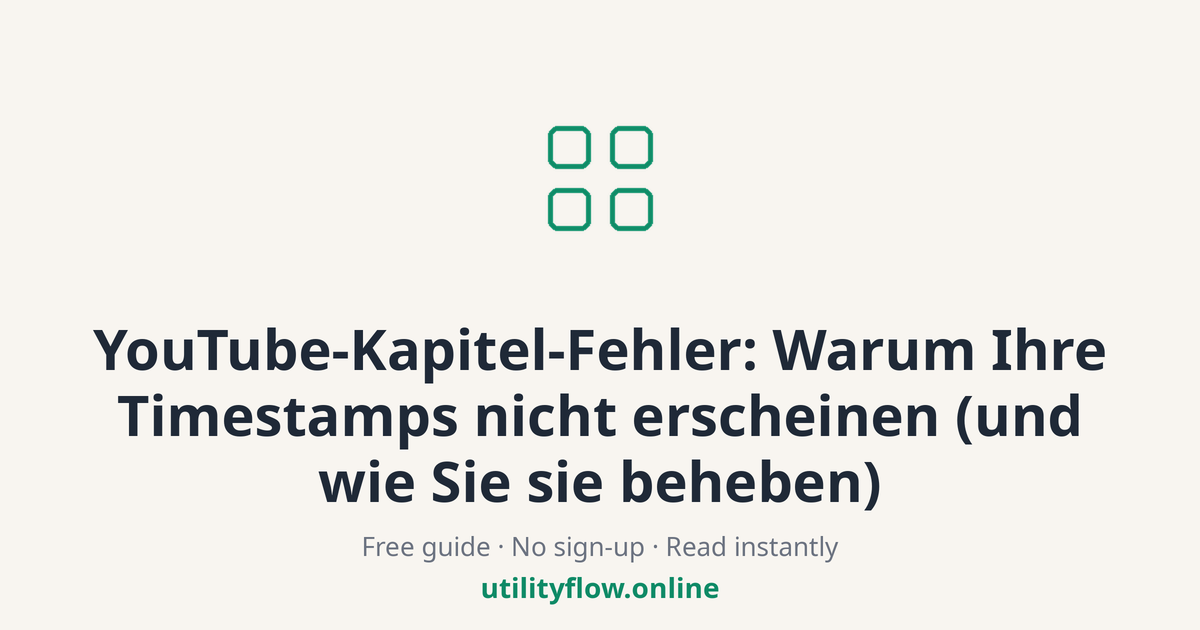 YouTube-Kapitel-Fehler: Warum Ihre
Timestamps nicht erscheinen (und
wie Sie sie beheben)
Free guide · No sign-up · Read instantly
utilityflow.online